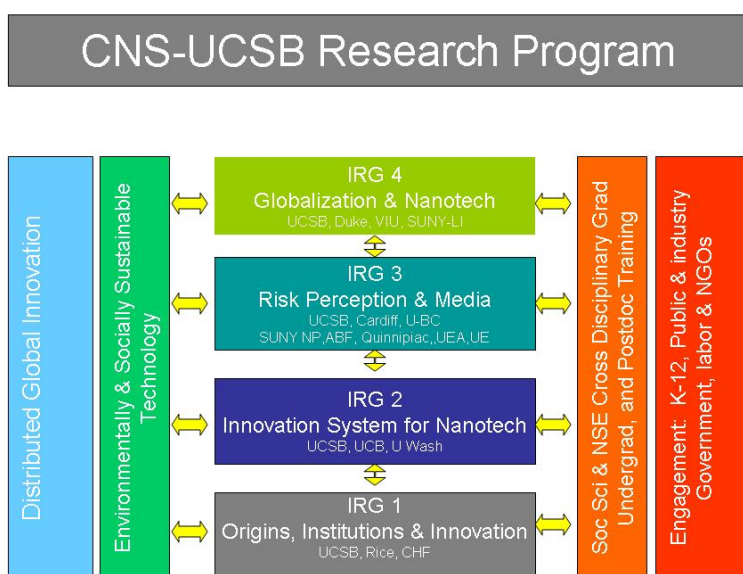 CNS-UCSB Research Program
Distributed Global Innovation
Environmentally & Socially Sustainable
Technology
IRG 4
Globalization & Nanotech
UCSB, Duke, VIU, SUNY-LI
IRG 3
Risk Perception & Media
UCSB, Cardiff, U-BC
SUNY NP,ABF, Quinnipiac,,UEA,UE
IRG 2
Innovation System for Nanotech
UCSB, UCB, U Wash
IRG 1
Origins, Institutions & Innovation
UCSB, Rice, CHF
Soc Sci & NSE Cross Disciplinary Grad
Undergrad, and Postdoc Training
Engagement: K-12, Public & industry
Government, labor & NGOs